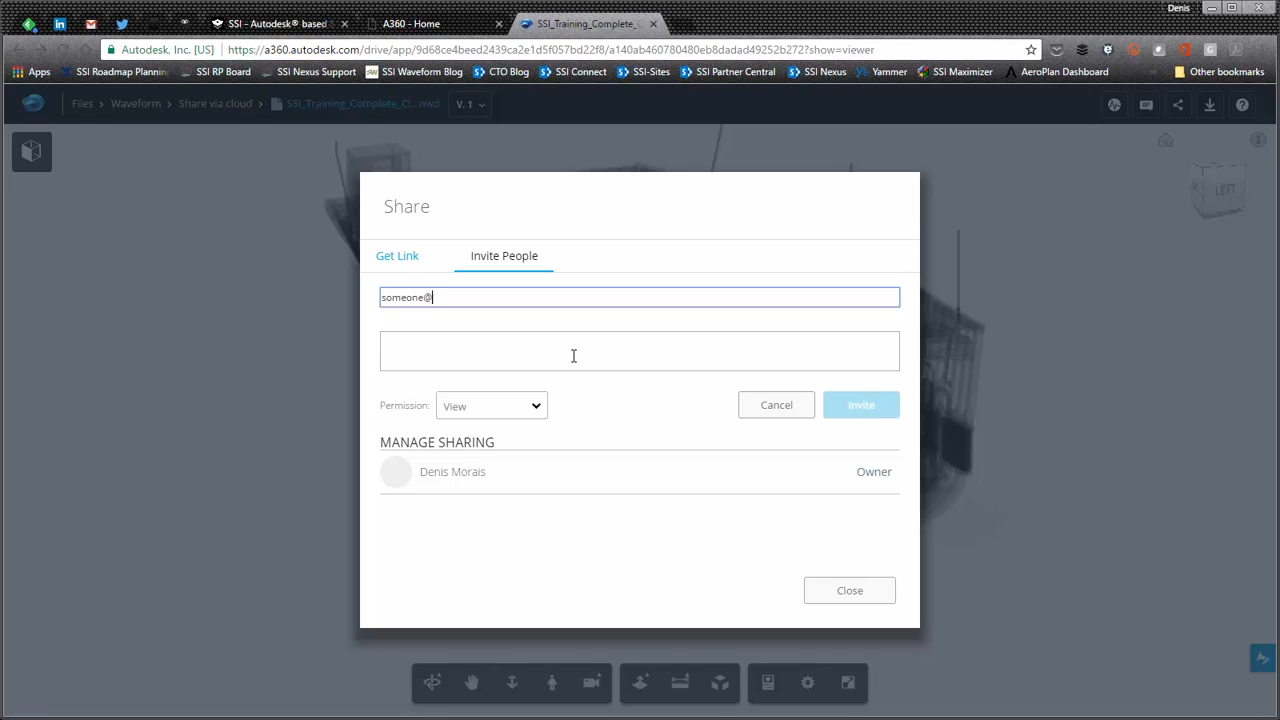 Denis
SSI - Autodesk® based
A360 - Home
SSI_Training_Complete_C
Autodesk, Inc. [US]
https://a360.autodesk.com/drive/app/9d68ce4beed2439ca2e1d5f057bd22f8/a140ab460780480eb8dadad49252b272?show=viewer
Apps
SSI Roadmap Planning
SSI RP Board
SSI Nexus Support
SSI Waveform Blog
CTO Blog
SSI Connect
SSI-Sites
SSI Partner Central
SSI Nexus
Yammer
SSI Maximizer
AeroPlan Dashboard
Other bookmarks
Files > Waveform > Share via cloud > SSI_Training_Complete_Cl...mwd
V. 1
LEFT
Share
Get Link
Invite People
someone@
Permission:
View
Cancel
Invite
MANAGE SHARING
Denis Morais
Owner
Close